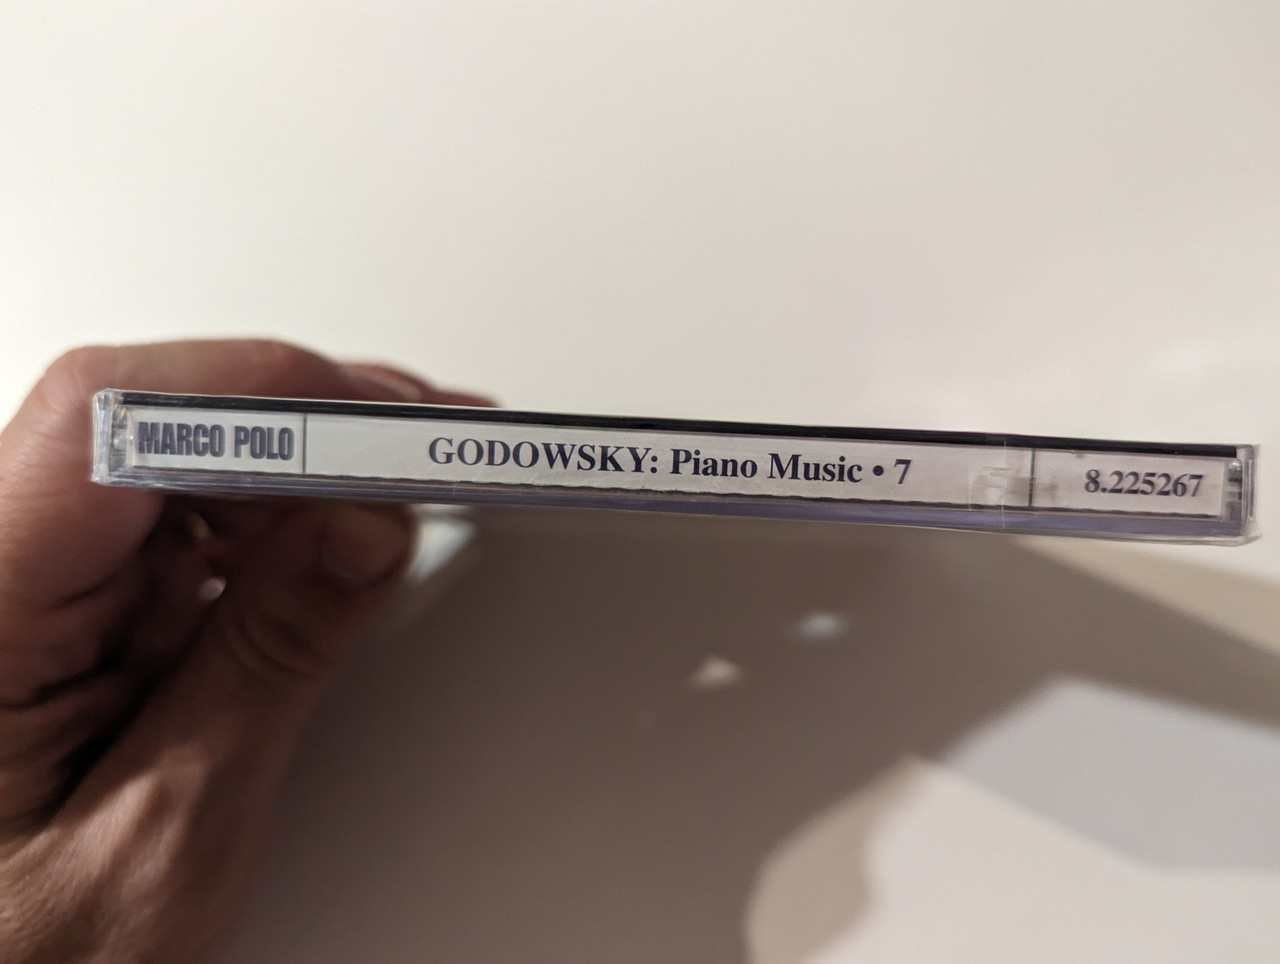 MARCO POLO GODOWSKY: Piano Music • 7 8.225267